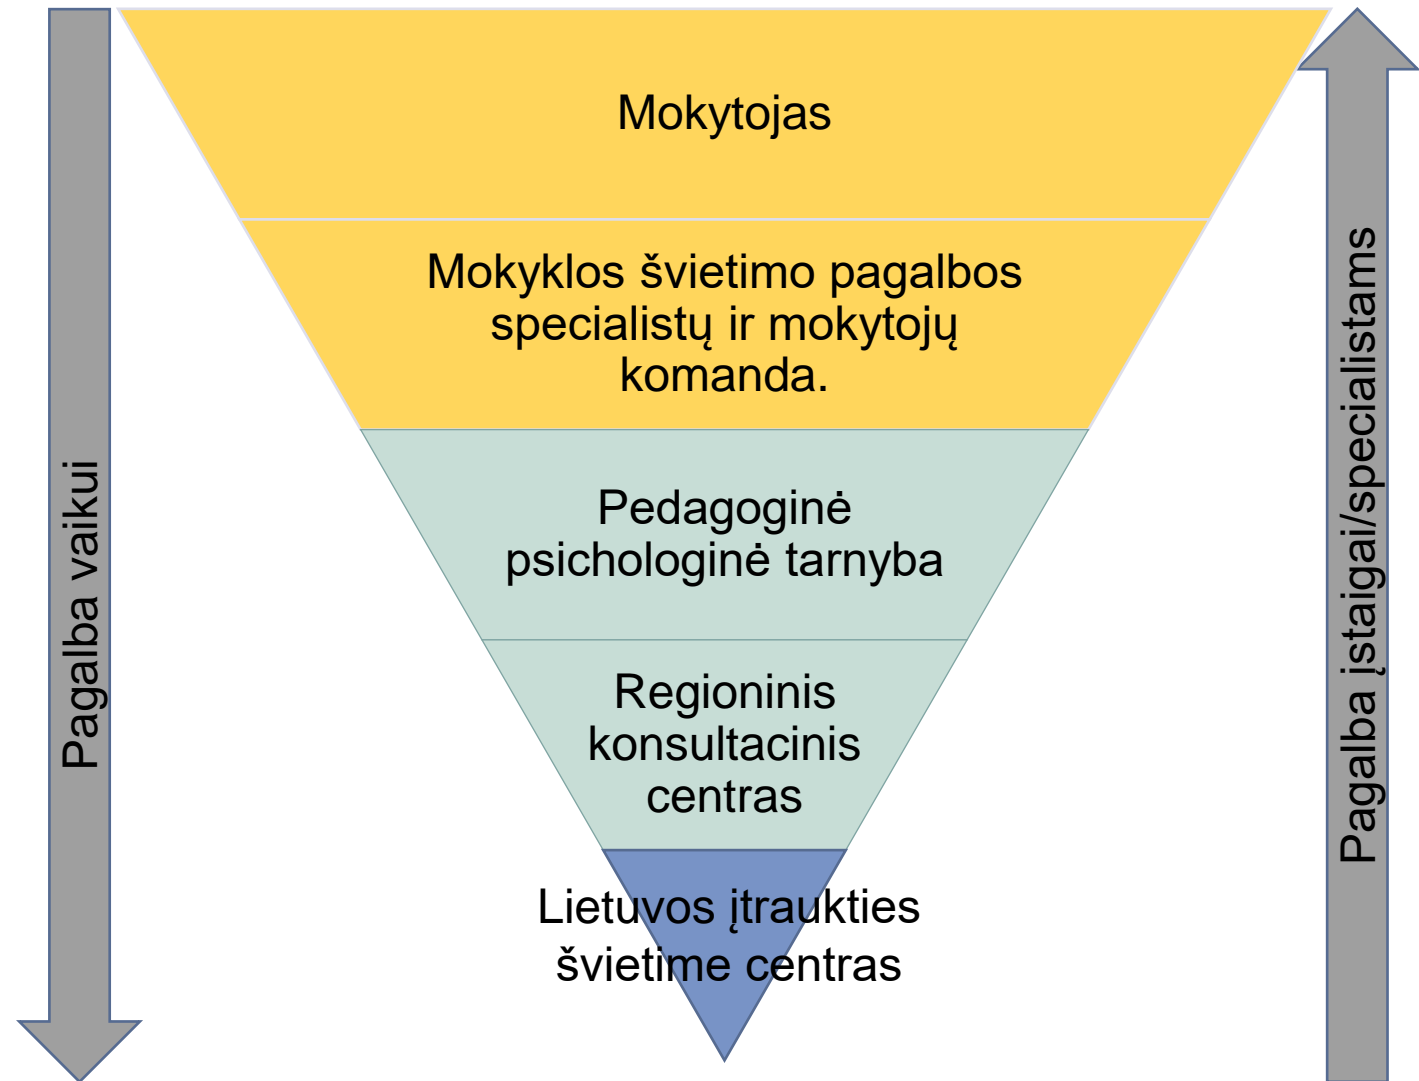 Mokytojas
Mokyklos švietimo pagalbos
specialistų ir mokytojų
komanda.
Pedagoginė
psichologinė tarnyba
Regioninis
konsultacinis
centras
Lietuvos įtraukties
švietime centras
Pagalba vaikui
Pagalba įstaigai/specialistams